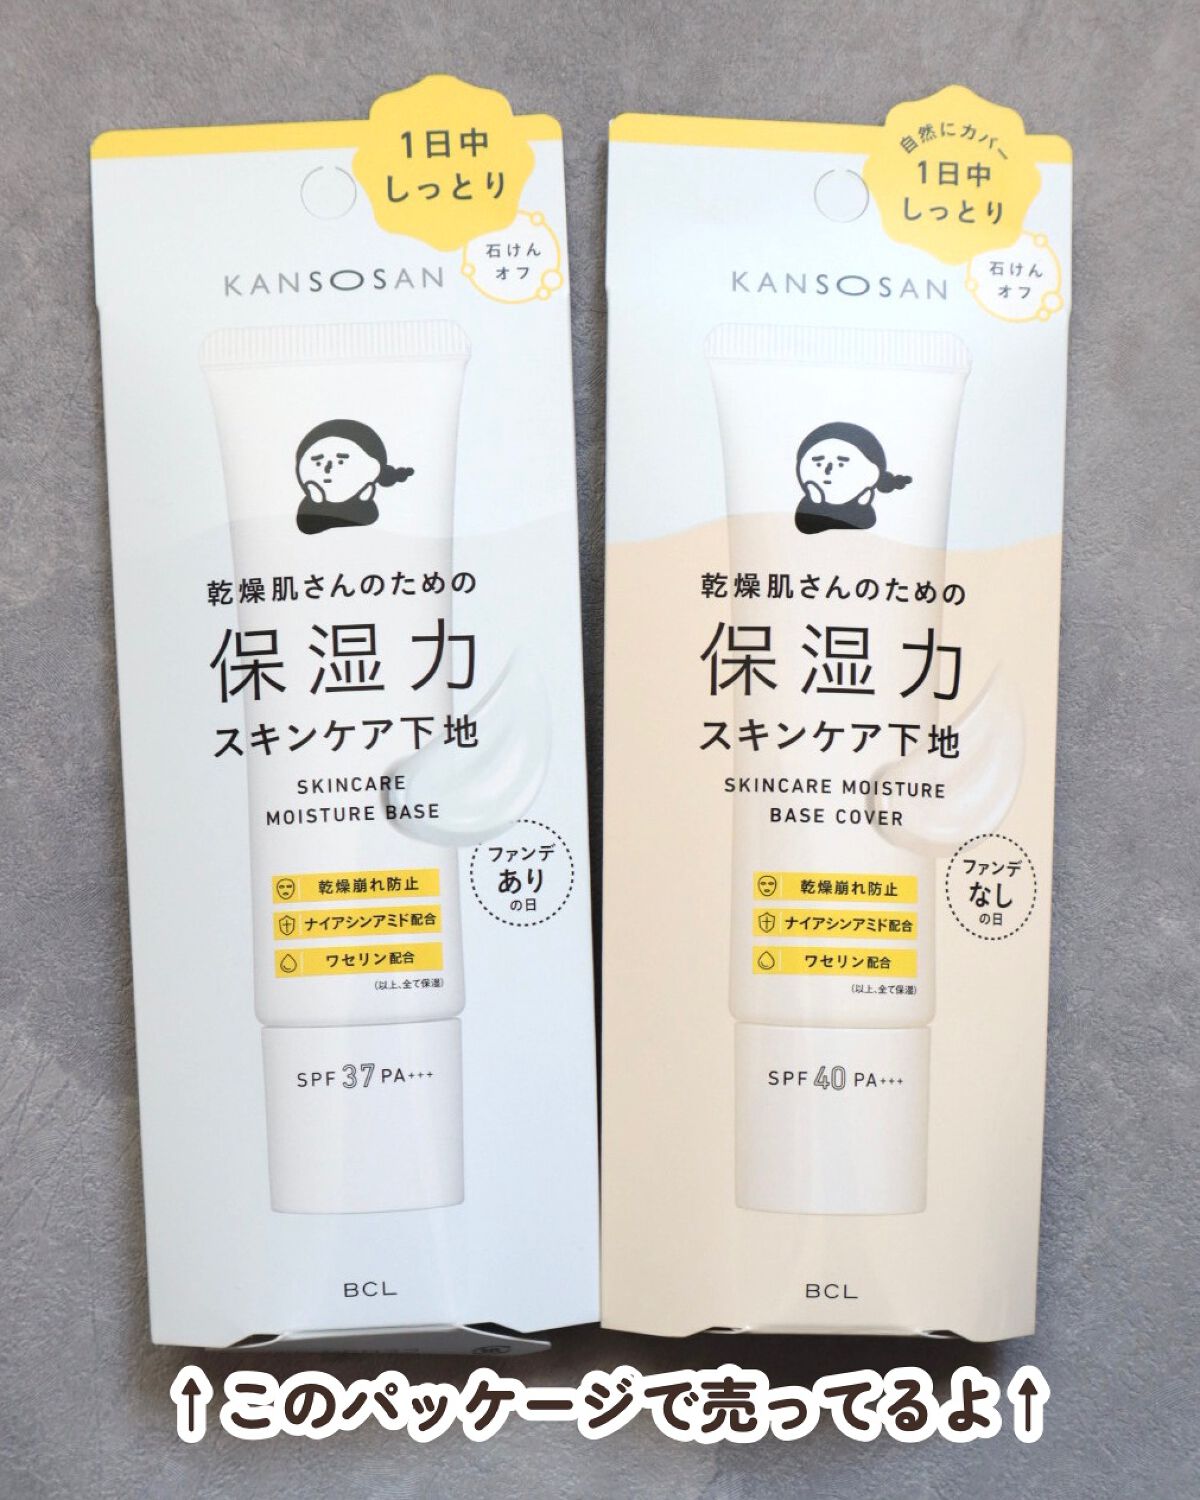 1日中
しっとり
石けん
オフ
KANSOSAN
乾燥肌さんのための
保湿力
スキンケア下地
SKINCARE
MOISTURE BASE
ファンデ
あり
の日
乾燥崩れ防止
ナイアシンアミド配合
ワセリン配合
(以上、全て保湿)
SPF 37 PA+++
BCL
自然にカバー
1日中
しっとり
石けん
オフ
KANSOSAN
乾燥肌さんのための
保湿力
スキンケア下地
SKINCARE MOISTURE
BASE COVER
ファンデ
なし
の日
乾燥崩れ防止
ナイアシンアミド配合
ワセリン配合
(以上、全て保湿)
SPF 40 PA+++
BCL
↑このパッケージで売ってるよ↑